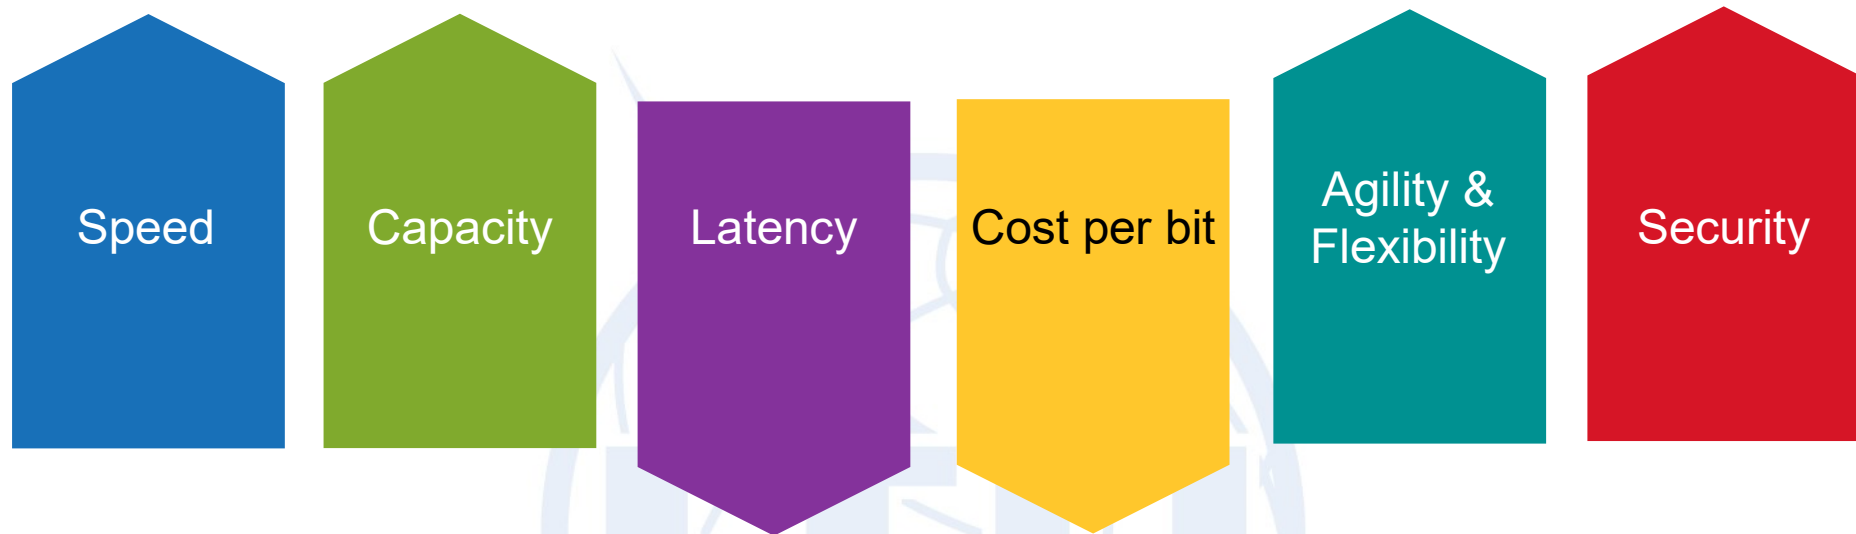 Speed
Capacity
Latency
Cost per bit
Agility &
Flexibility
Security